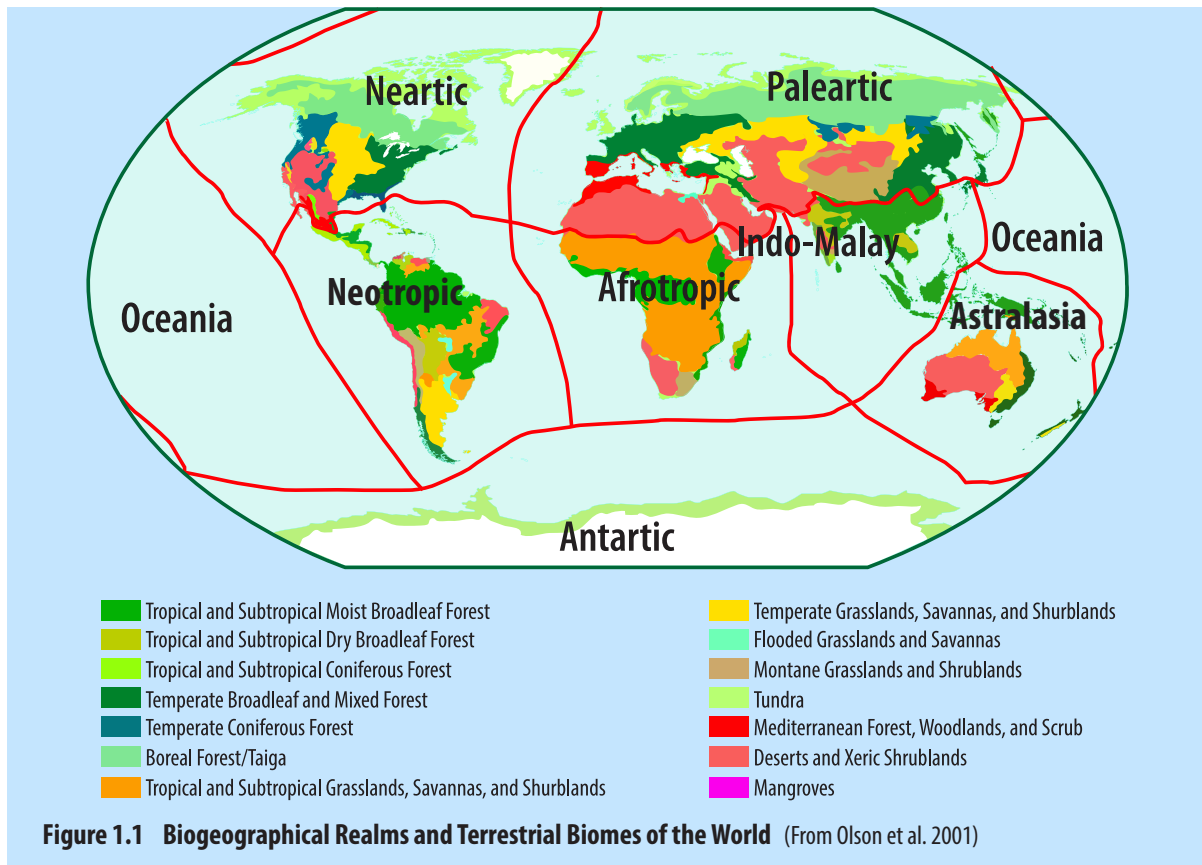 Neartic
Paleartic
Indo-Malay
Oceania
Neotropic
Afrotropic
Oceania
Astralasia
Antartic
Tropical and Subtropical Moist Broadleaf Forest
Tropical and Subtropical Dry Broadleaf Forest
Tropical and Subtropical Coniferous Forest
Temperate Broadleaf and Mixed Forest
Temperate Coniferous Forest
Boreal Forest/Taiga
Tropical and Subtropical Grasslands, Savannas, and Shurblands
Temperate Grasslands, Savannas, and Shurblands
Flooded Grasslands and Savannas
Montane Grasslands and Shrublands
Tundra
Mediterranean Forest, Woodlands, and Scrub
Deserts and Xeric Shrublands
Mangroves
Figure 1.1 Biogeographical Realms and Terrestrial Biomes of the World (From Olson et al. 2001)